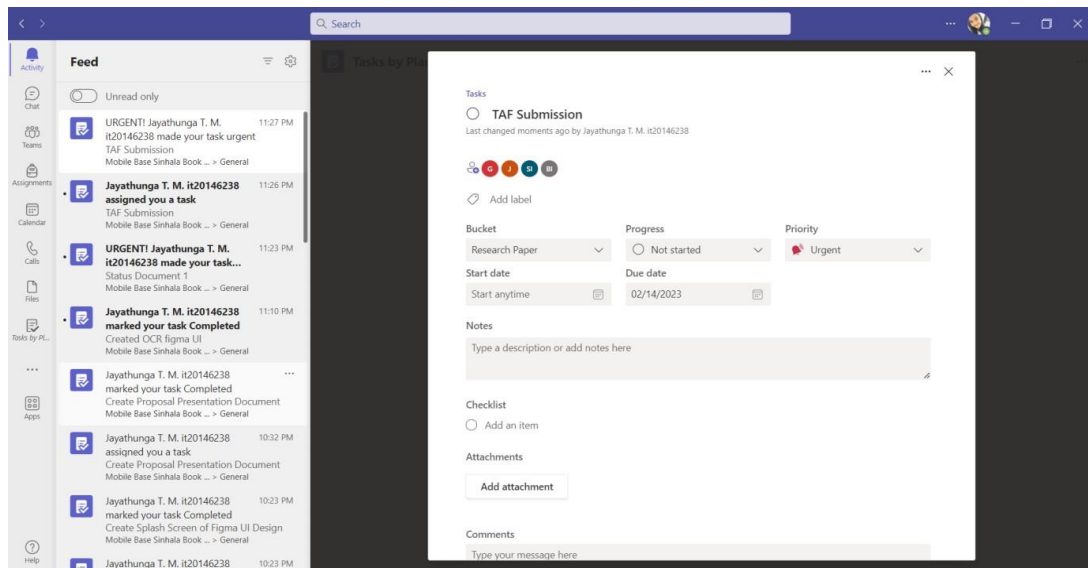 Search
Activity
Chat
Teams
Assignments
Calendar
Calls
Files
Tasks by Pl...
Apps
Help
Feed
Unread only
URGENT! Jayathunga T. M. 11:27 PM
it20146238 made your task urgent
TAF Submission
Mobile Base Sinhala Book ... > General
Jayathunga T. M. it20146238 11:26 PM
assigned you a task
TAF Submission
Mobile Base Sinhala Book ... > General
URGENT! Jayathunga T. M. 11:23 PM
it20146238 made your task...
Status Document 1
Mobile Base Sinhala Book ... > General
Jayathunga T. M. it20146238 11:10 PM
marked your task Completed
Created OCR figma UI
Mobile Base Sinhala Book ... > General
Jayathunga T. M. it20146238
marked your task Completed
Create Proposal Presentation Document
Mobile Base Sinhala Book ... > General
Jayathunga T. M. it20146238 10:32 PM
assigned you a task
Create Proposal Presentation Document
Mobile Base Sinhala Book ... > General
Jayathunga T. M. it20146238 10:23 PM
marked your task Completed
Create Splash Screen of Figma UI Design
Mobile Base Sinhala Book ... > General
Jayathunga T. M. it20146238 10:23 PM
Tasks by Pla
Tasks
TAF Submission
Last changed moments ago by Jayathunga T. M. it20146238
G J SI BI
Add label
Bucket Progress Priority
Research Paper Not started Urgent
Start date Due date
Start anytime 02/14/2023
Notes
Type a description or add notes here
Checklist
Add an item
Attachments
Add attachment
Comments
Type your message here